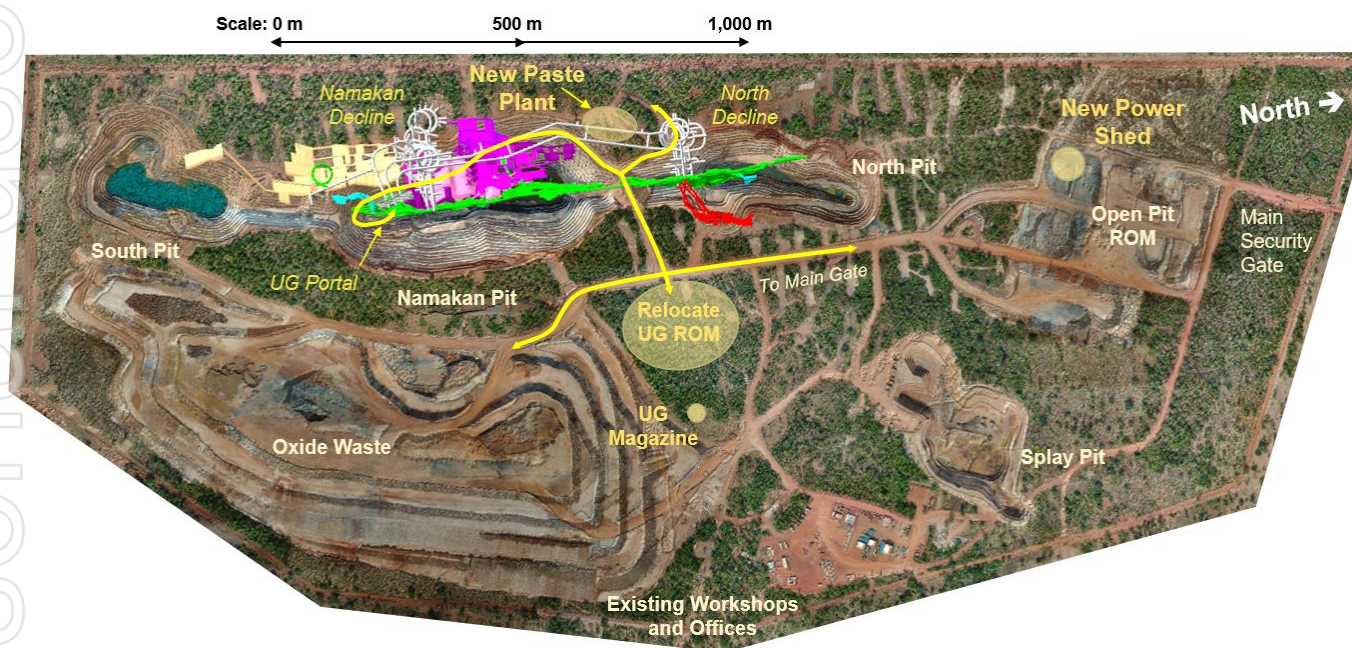 Scale: 0 m
500 m
1,000 m
New Paste
Plant
Namakan
Decline
North
Decline
New Power
Shed
North
North Pit
Open Pit
ROM
Main
Security
Gate
South Pit
UG Portal
Namakan Pit
To Main Gate
Relocate
UG ROM
UG
Magazine
Oxide Waste
Splay Pit
Existing Workshops
and Offices